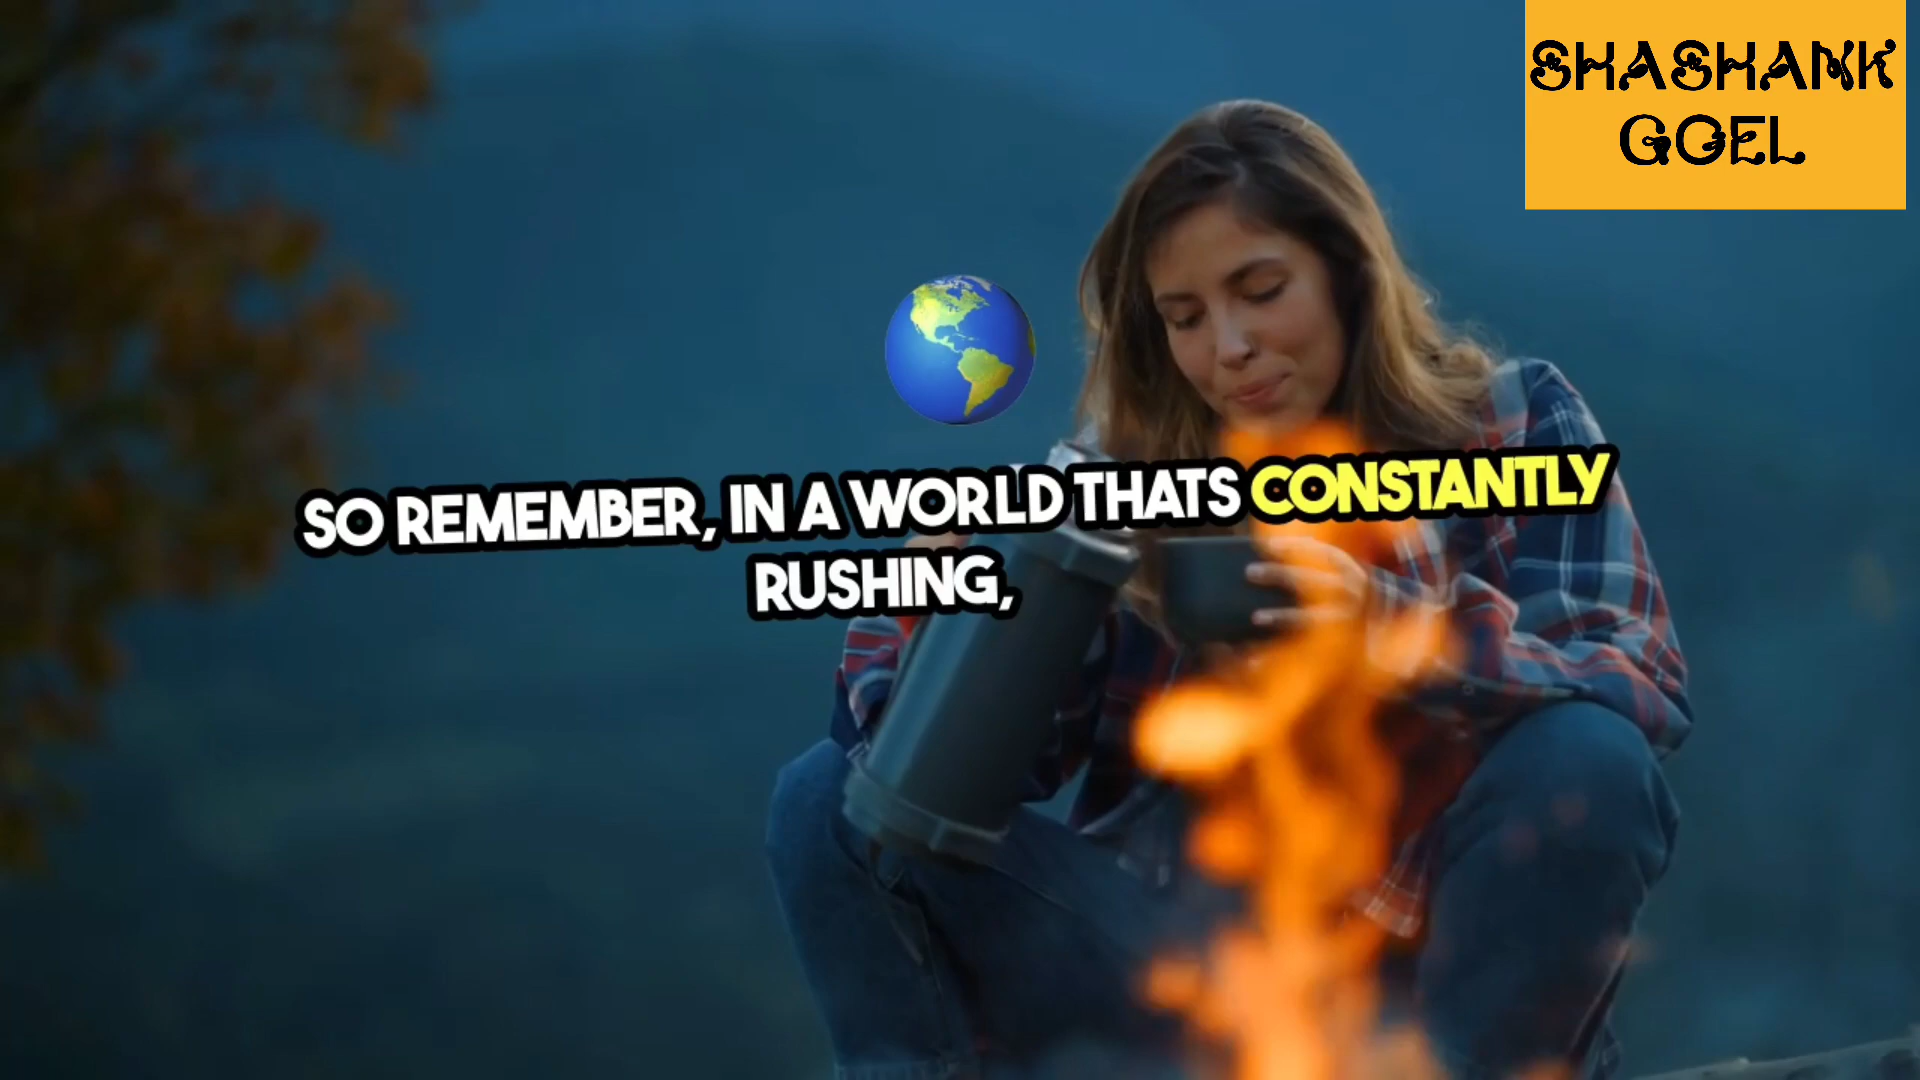 SHASHANK
GOEL
SO REMEMBER, IN A WORLD THATS CONSTANTLY
RUSHING,